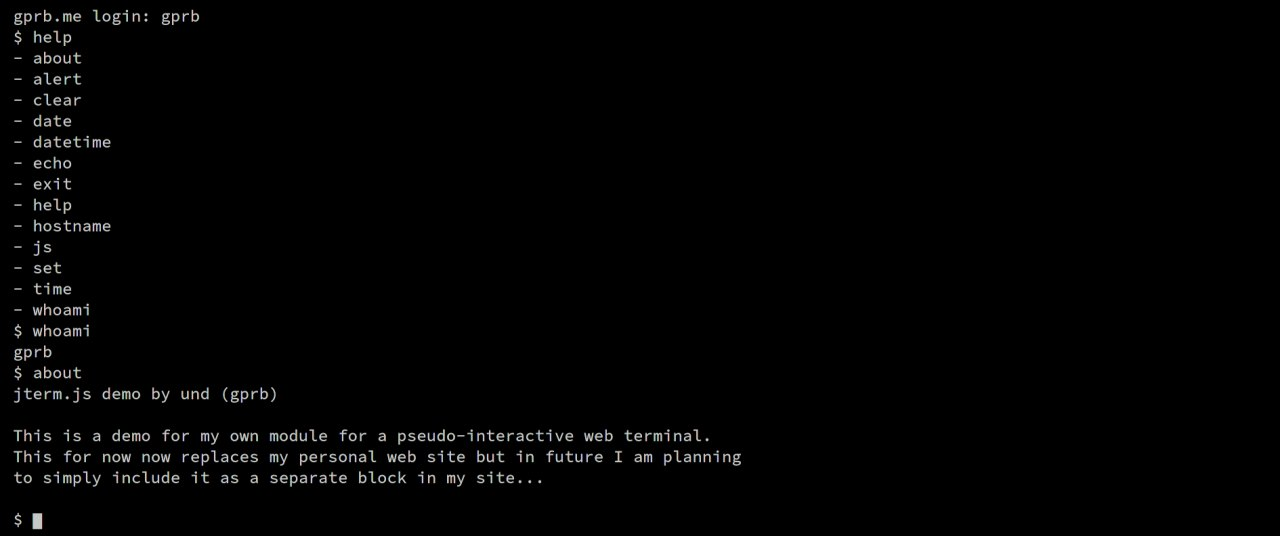 gprb.me login: gprb
$ help
- about
- alert
- clear
- date
- datetime
- echo
- exit
- help
- hostname
- js
- set
- time
- whoami
$ whoami
gprb
$ about
jterm.js demo by und (gprb)
This is a demo for my own module for a pseudo-interactive web terminal.
This for now now replaces my personal web site but in future I am planning
to simply include it as a separate block in my site...
$